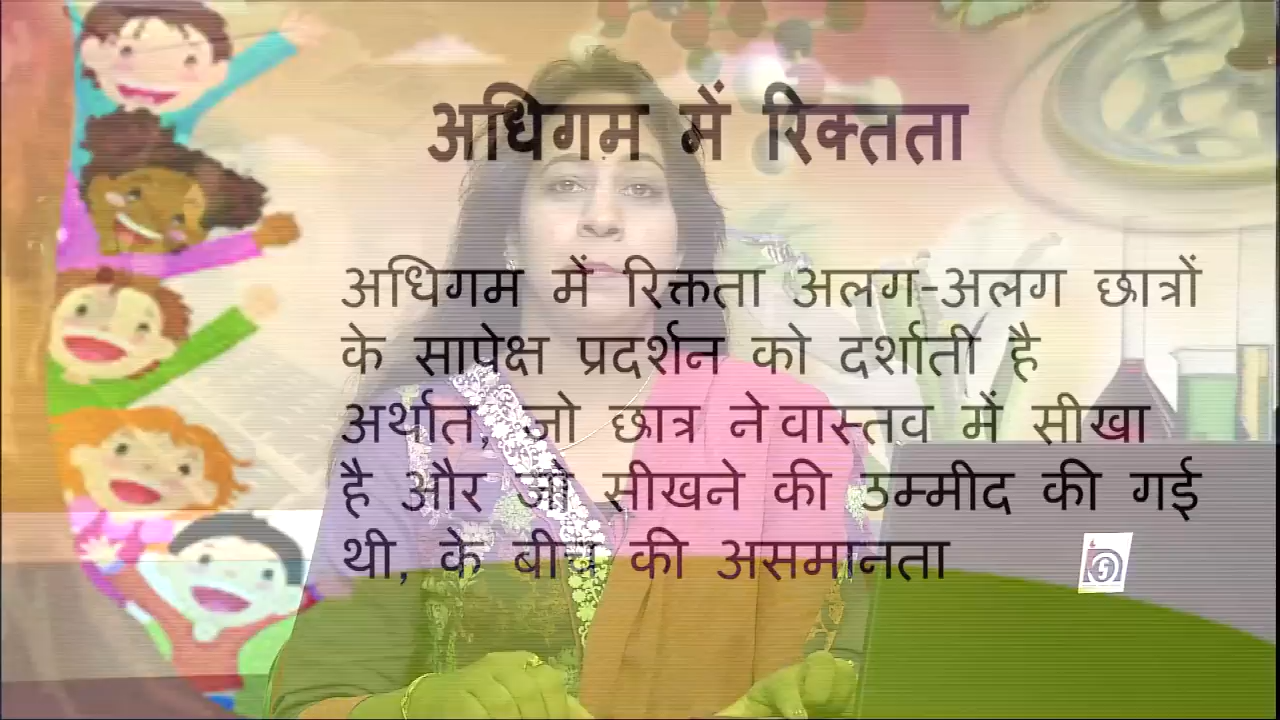 अधिगम में रिक्तता
अधिगम में रिक्तता अलग-अलग छात्रों
के सापेक्ष प्रदर्शन को दर्शाती है
अर्थात, जो छात्र ने वास्तव में सीखा
है और जो सीखने की उम्मीद की गई
थी, के बीच की असमानता